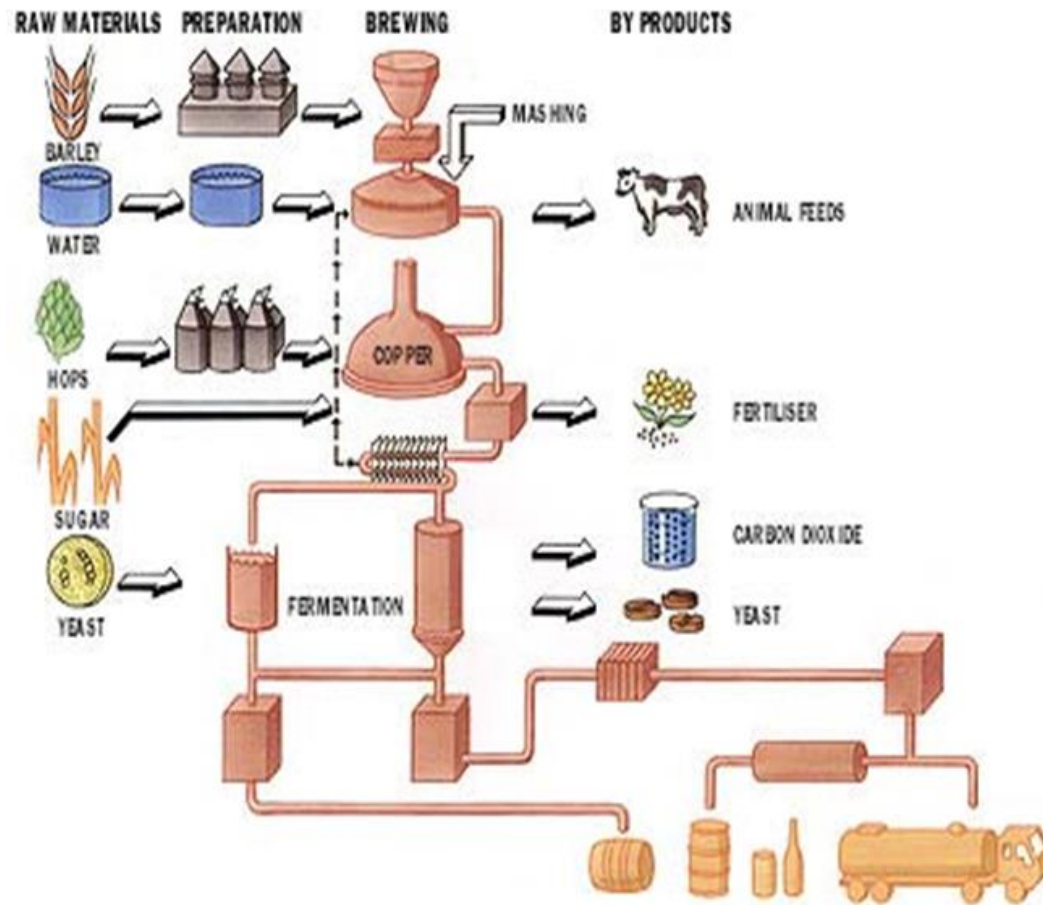 RAW MATERIALS
PREPARATION
BREWING
BY PRODUCTS
BARLEY
MASHING
WATER
ANIMAL FEEDS
HOPS
COPPER
FERTILISER
SUGAR
CARBON DIOXIDE
YEAST
FERMENTATION
YEAST